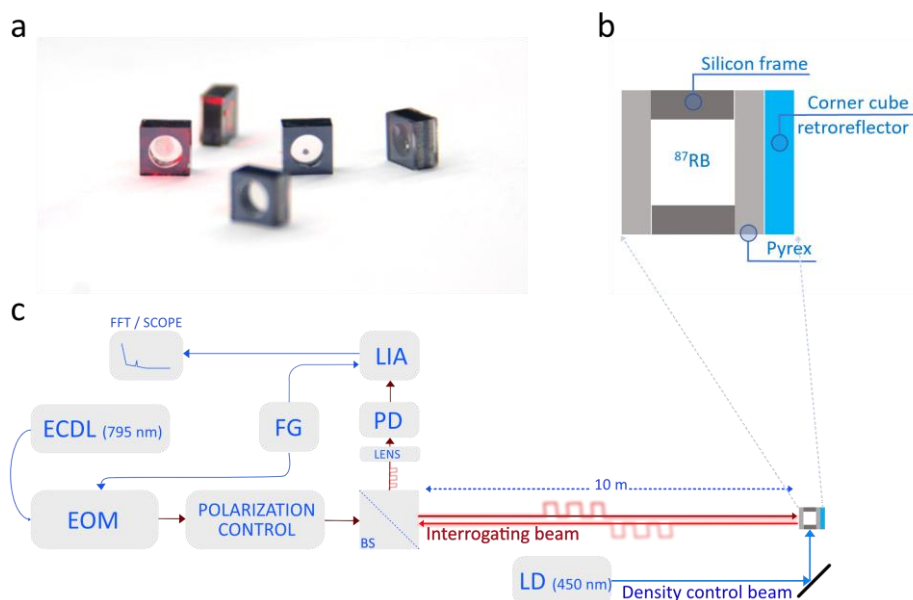 a
b
Silicon frame
Corner cube
retroreflector
⁸⁷RB
Pyrex
c
FFT / SCOPE
LIA
ECDL (795 nm)
FG
PD
LENS
EOM
POLARIZATION
CONTROL
BS
10 m
Interrogating beam
LD (450 nm)
Density control beam